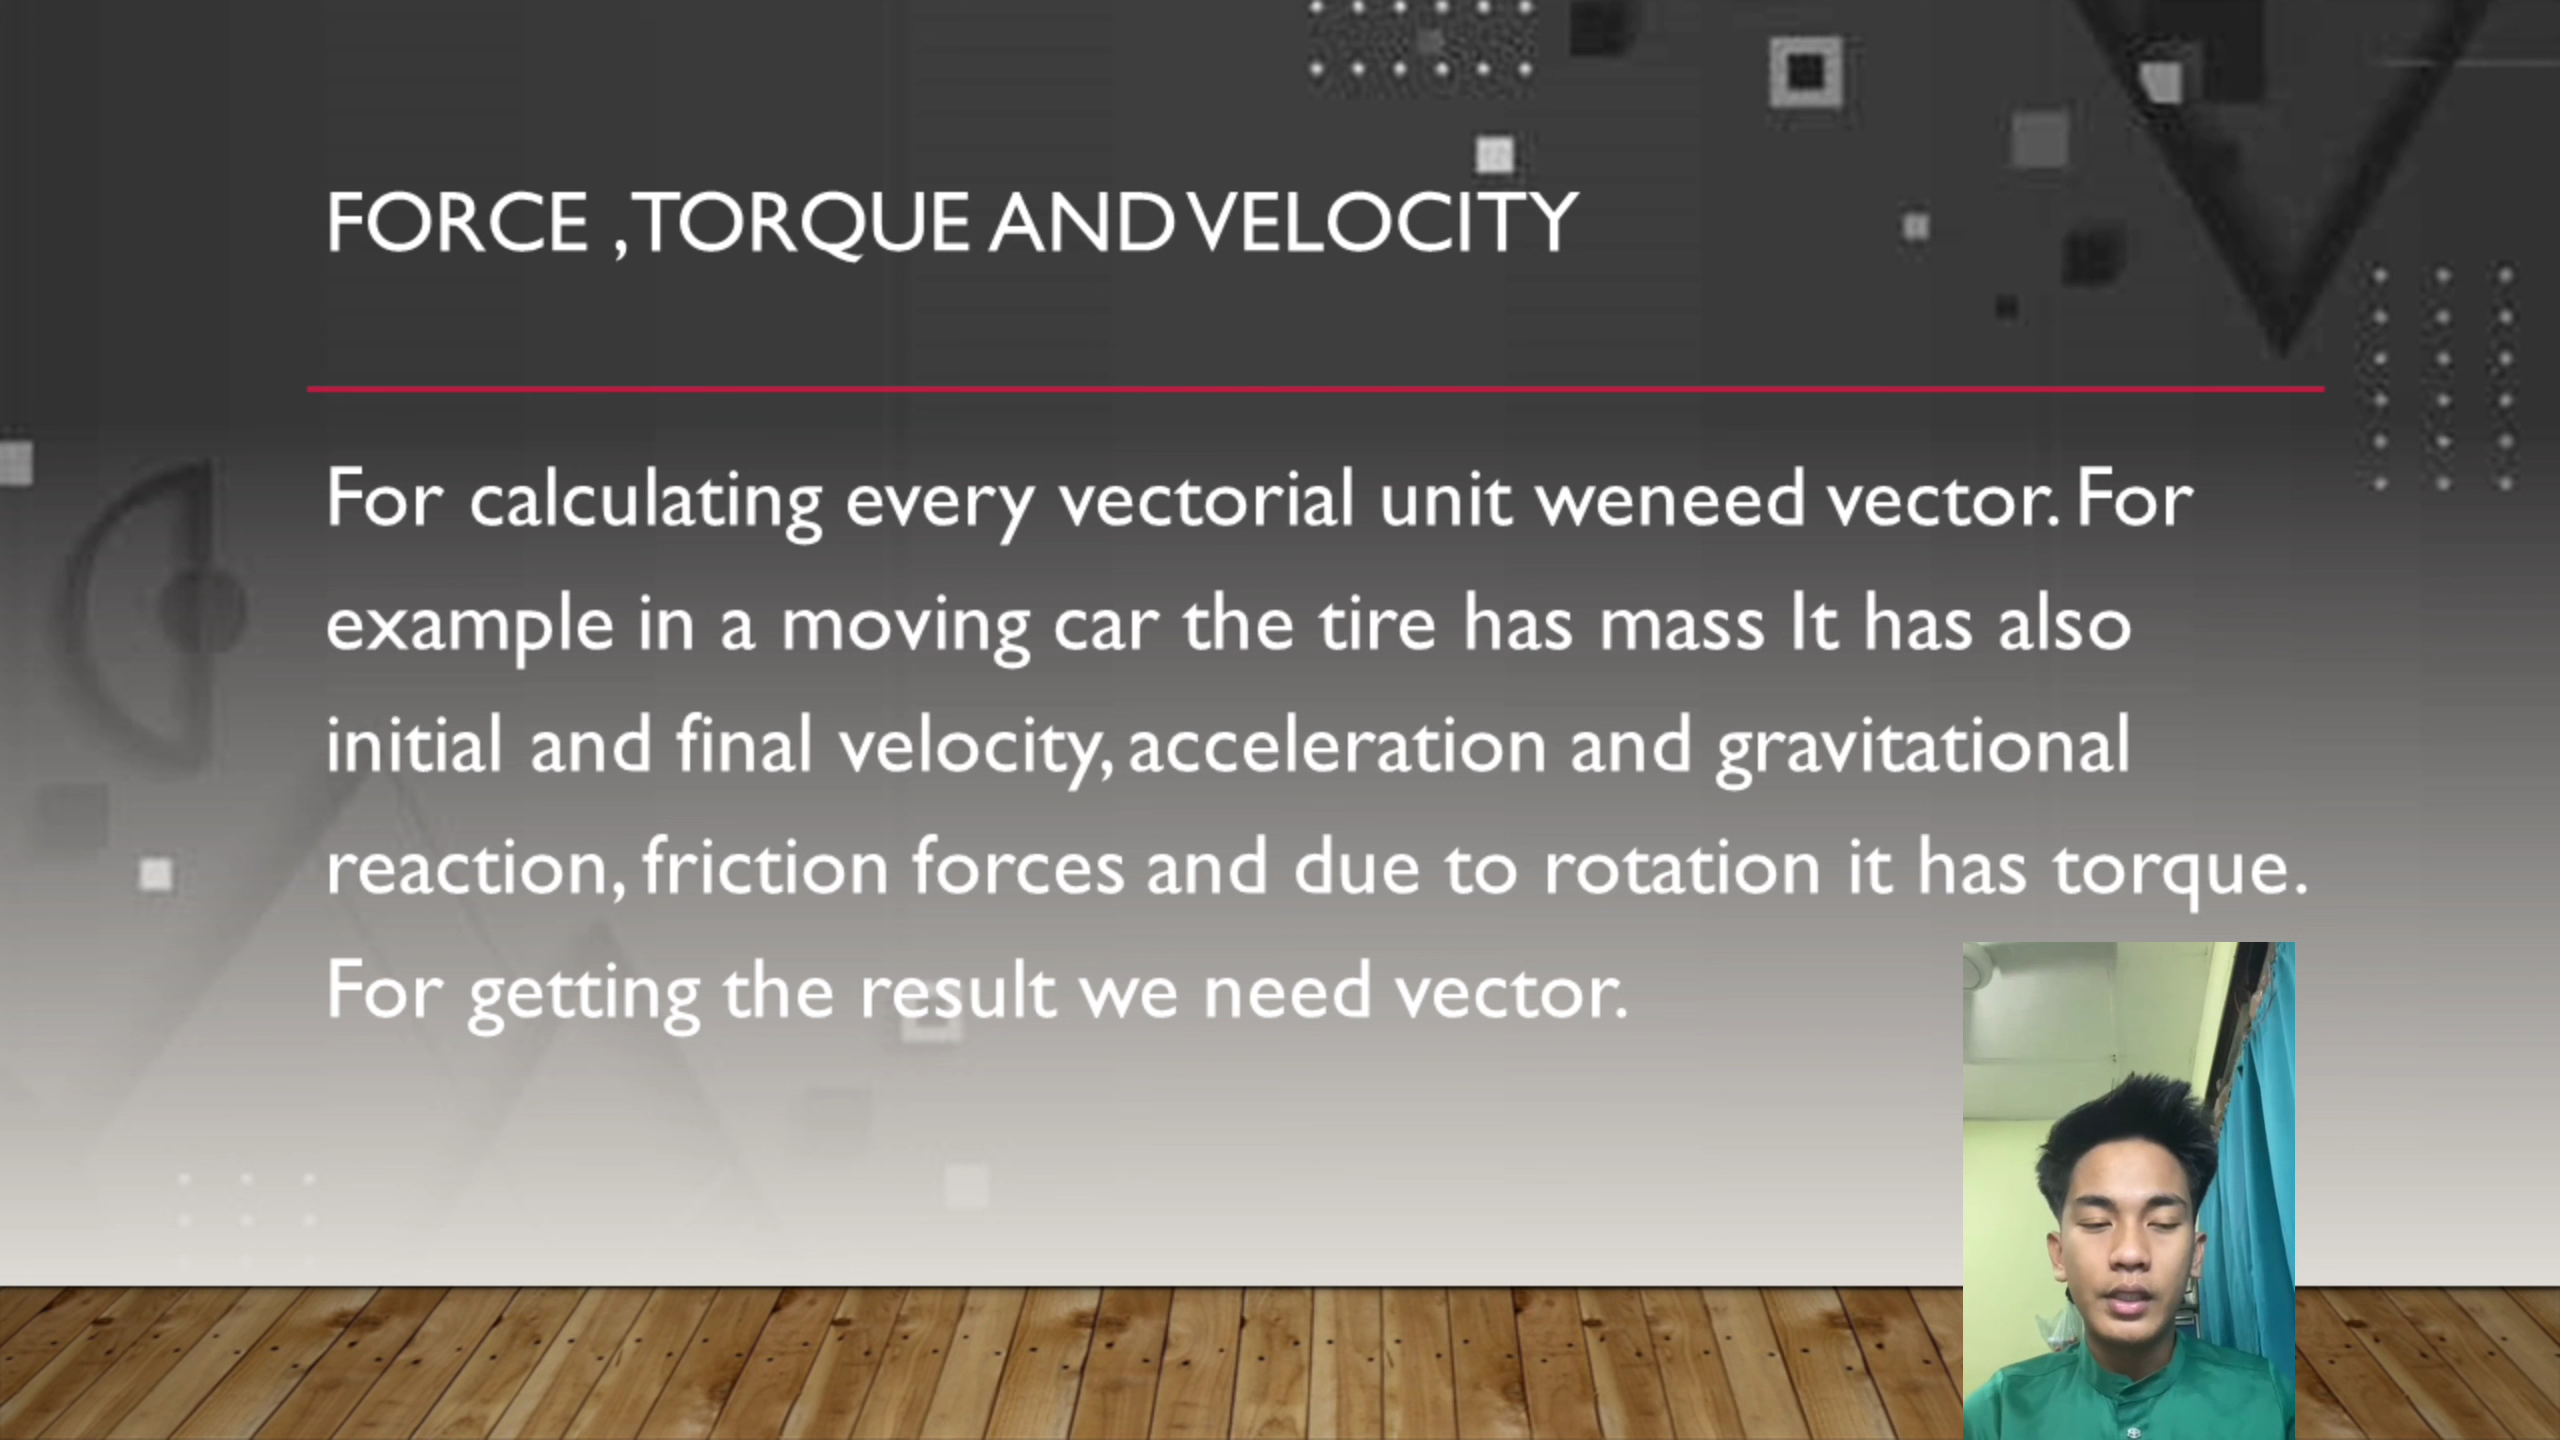 FORCE ,TORQUE AND VELOCITY
For calculating every vectorial unit weneed vector. For
example in a moving car the tire has mass It has also
initial and final velocity, acceleration and gravitational
reaction, friction forces and due to rotation it has torque.
For getting the result we need vector.